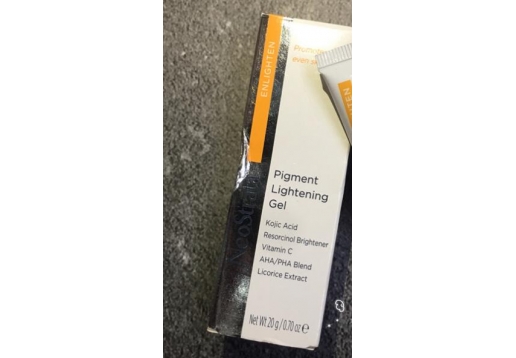 ENLIGHTEN
Pigment
Lightening
Gel
Kojic Acid
Resorcinol Brightener
Vitamin C
AHA/PHA Blend
Licorice Extract
Net Wt 20 g / 0.70 oz e